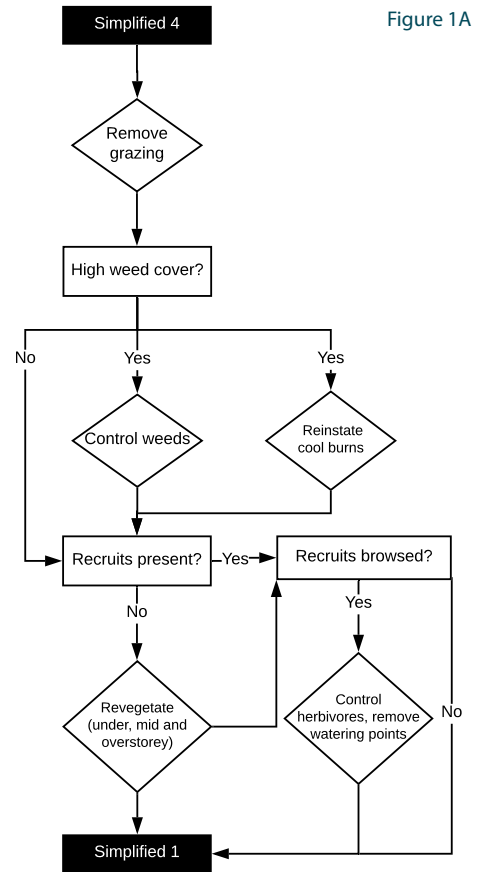 Figure 1A
Simplified 4
Remove
grazing
High weed cover?
No
Yes
Yes
Control weeds
Reinstate
cool burns
Recruits present?
Yes
Recruits browsed?
No
Yes
Revegetate
(under, mid and
overstorey)
Control
herbivores, remove
watering points
No
Simplified 1